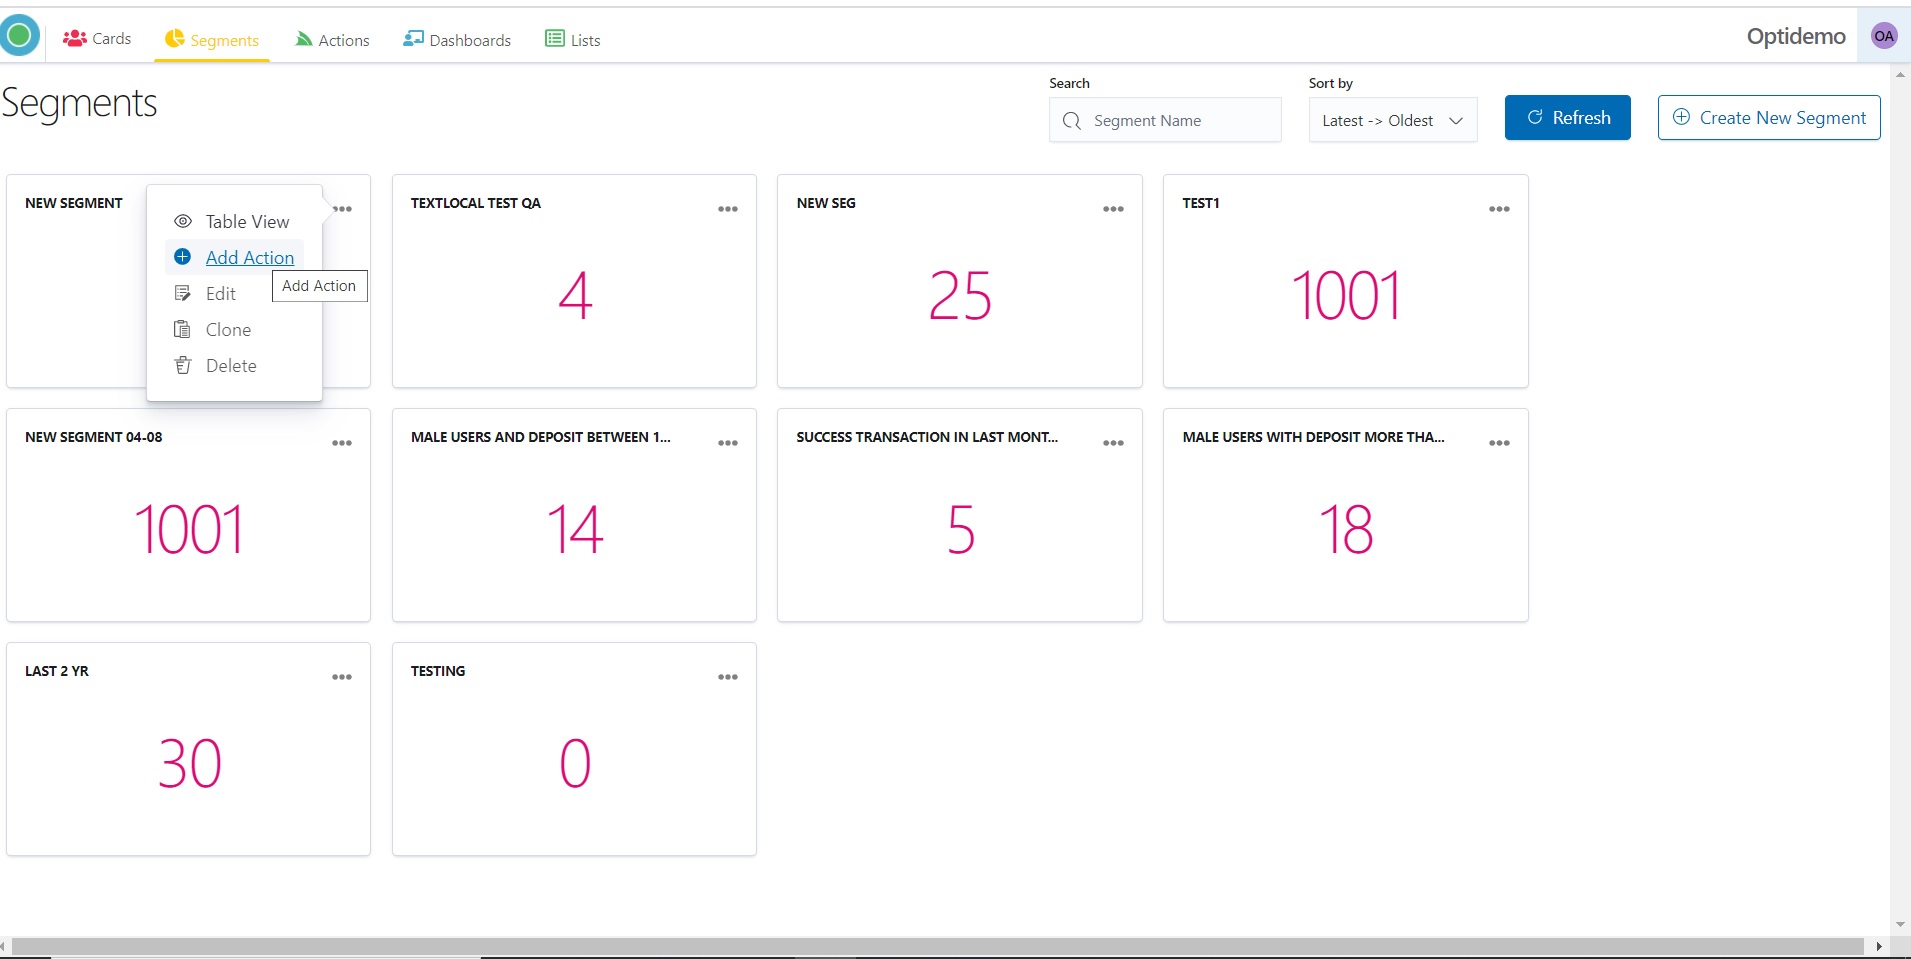 Cards
Segments
Actions
Dashboards
Lists
Optidemo
OA
Segments
Search
Segment Name
Sort by
Latest -> Oldest
Refresh
Create New Segment
NEW SEGMENT
Table View
Add Action
Add Action
Edit
Clone
Delete
TEXTLOCAL TEST QA
4
NEW SEG
25
TEST1
1001
NEW SEGMENT 04-08
1001
MALE USERS AND DEPOSIT BETWEEN 1...
14
SUCCESS TRANSACTION IN LAST MONT...
5
MALE USERS WITH DEPOSIT MORE THA...
18
LAST 2 YR
30
TESTING
0